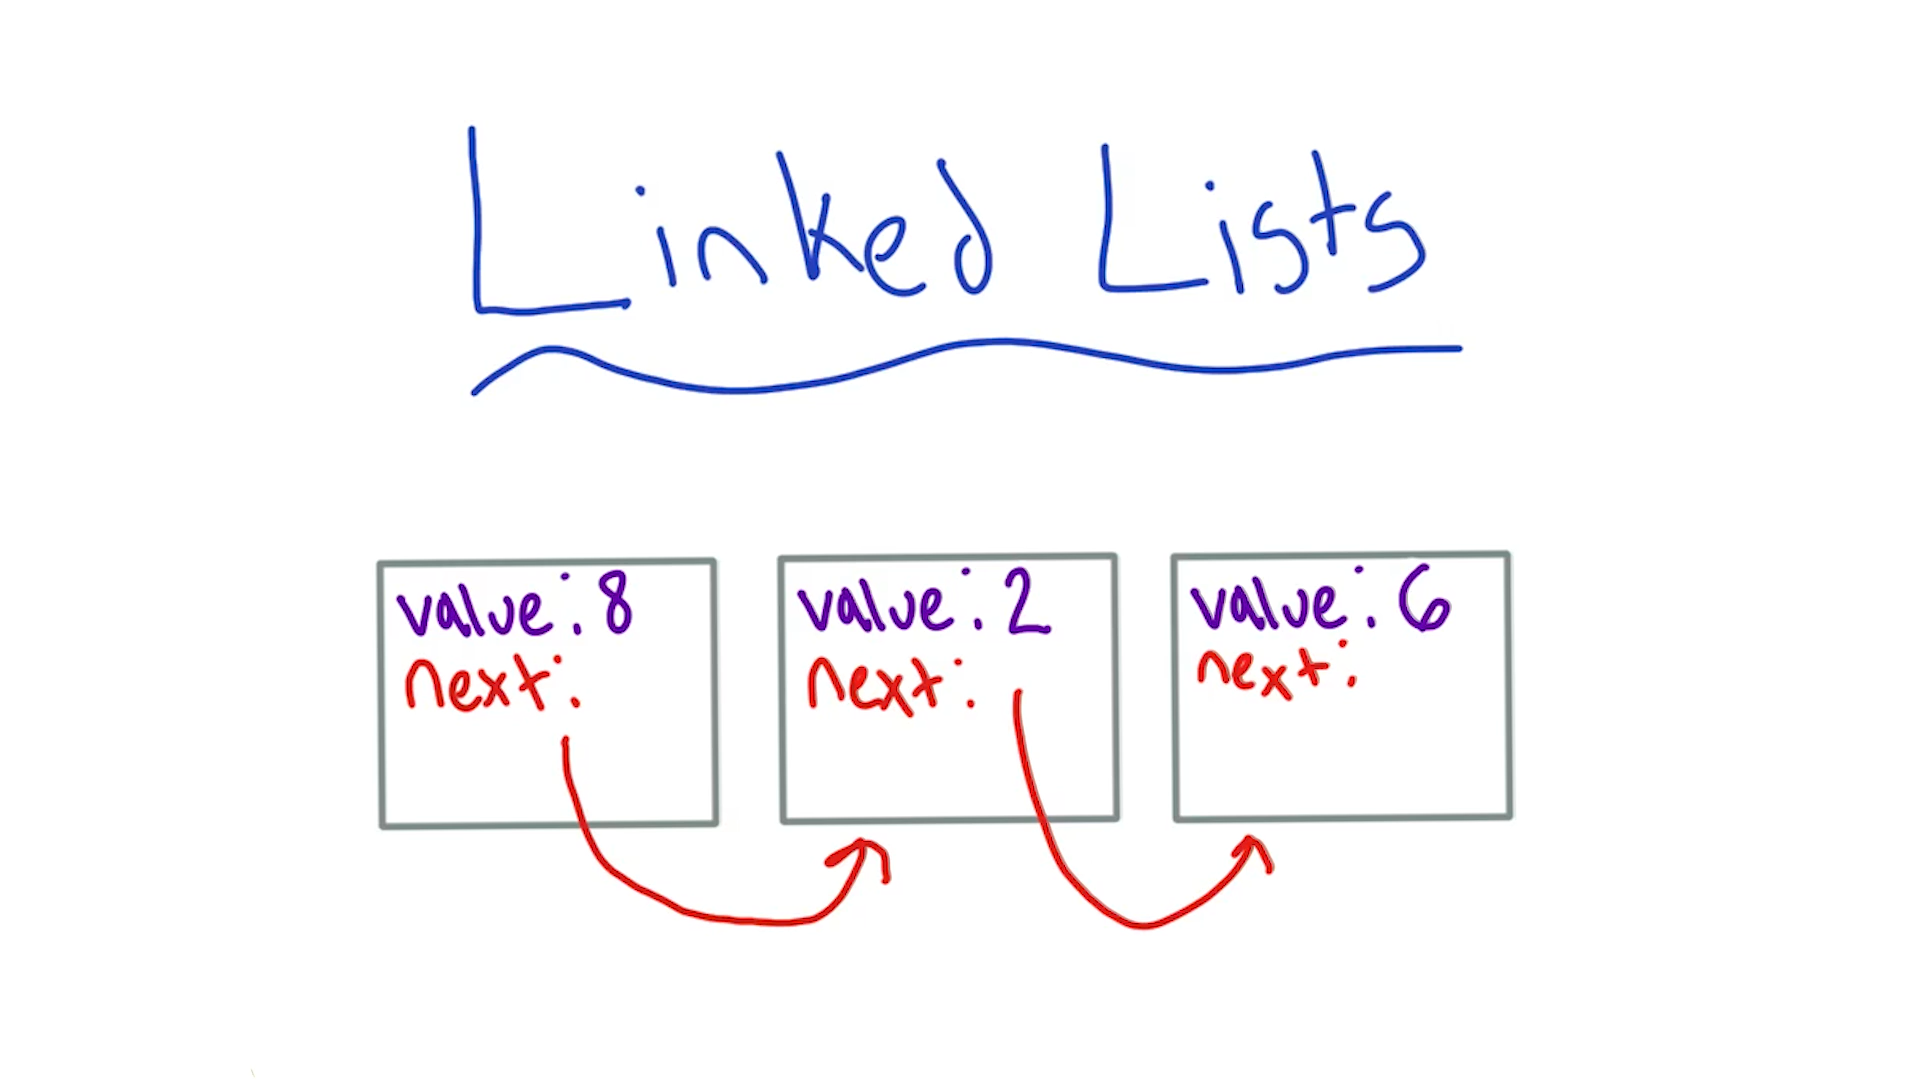 Linked Lists
value: 8
next:
value: 2
next:
value: 6
next: